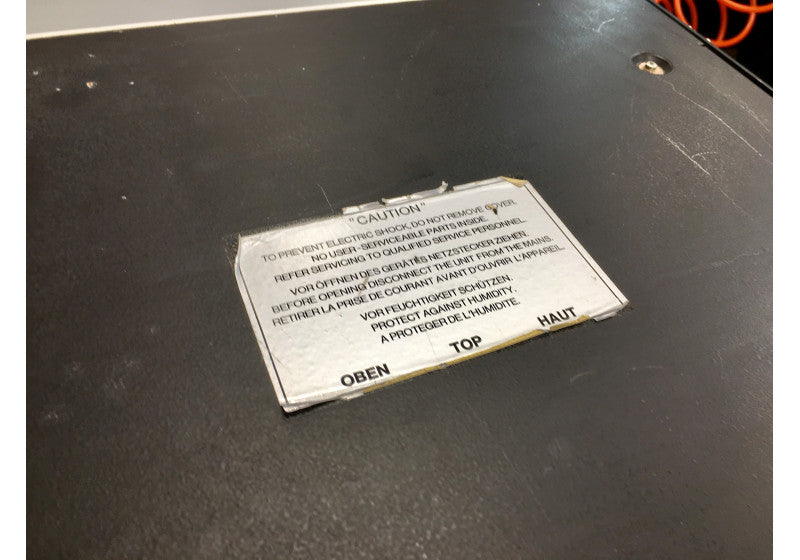 "CAUTION"
TO PREVENT ELECTRIC SHOCK, DO NOT REMOVE COVER.
NO USER-SERVICEABLE PARTS INSIDE.
REFER SERVICING TO QUALIFIED SERVICE PERSONNEL.
VOR ÖFFNEN DES GERÄTES NETZSTECKER ZIEHEN.
BEFORE OPENING DISCONNECT THE UNIT FROM THE MAINS.
RETIRER LA PRISE DE COURANT AVANT D'OUVRIR L'APPAREIL.
VOR FEUCHTIGKEIT SCHÜTZEN.
PROTECT AGAINST HUMIDITY.
A PROTEGER DE L'HUMIDITE.
OBEN TOP HAUT